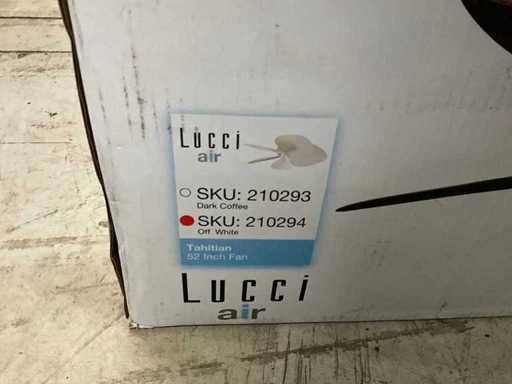 Lucci
air
SKU: 210293
Dark Coffee
SKU: 210294
Off White
Tahitian
52 Inch Fan
Lucci
air